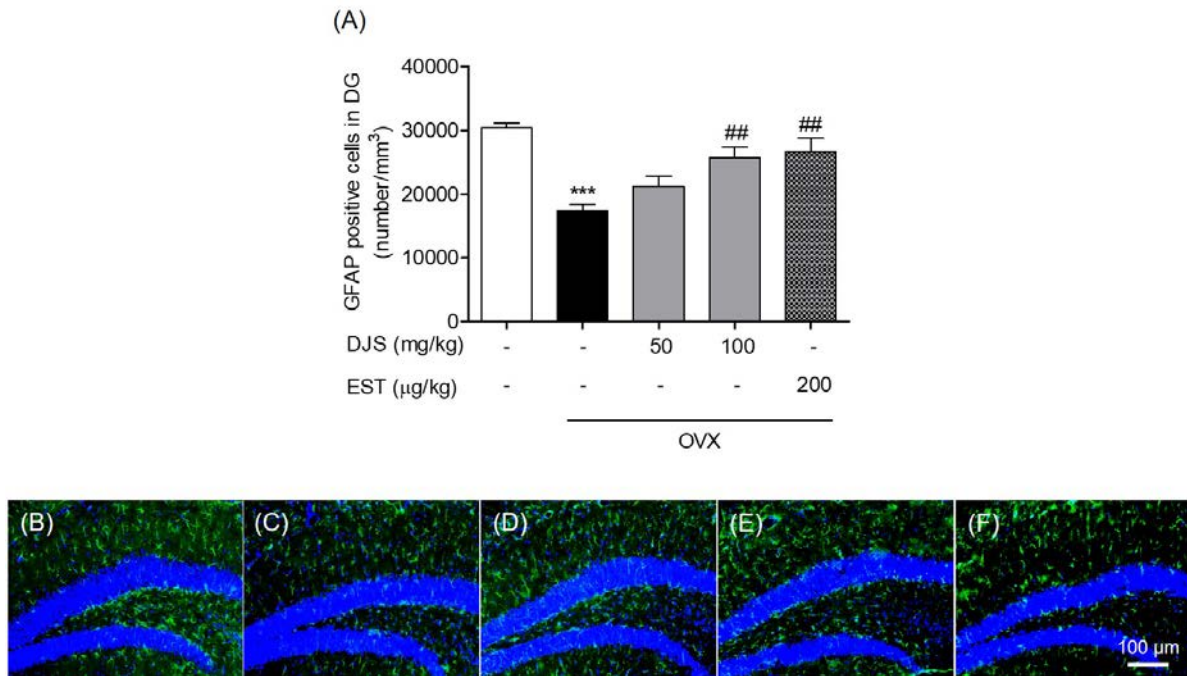 (A)
GFAP positive cells in DG
(number/mm³)
40000
30000
20000
10000
0
***
##
##
DJS (mg/kg) - - 50 100 -
EST (μg/kg) - - - - 200
OVX
(B) (C) (D) (E) (F)
100 μm